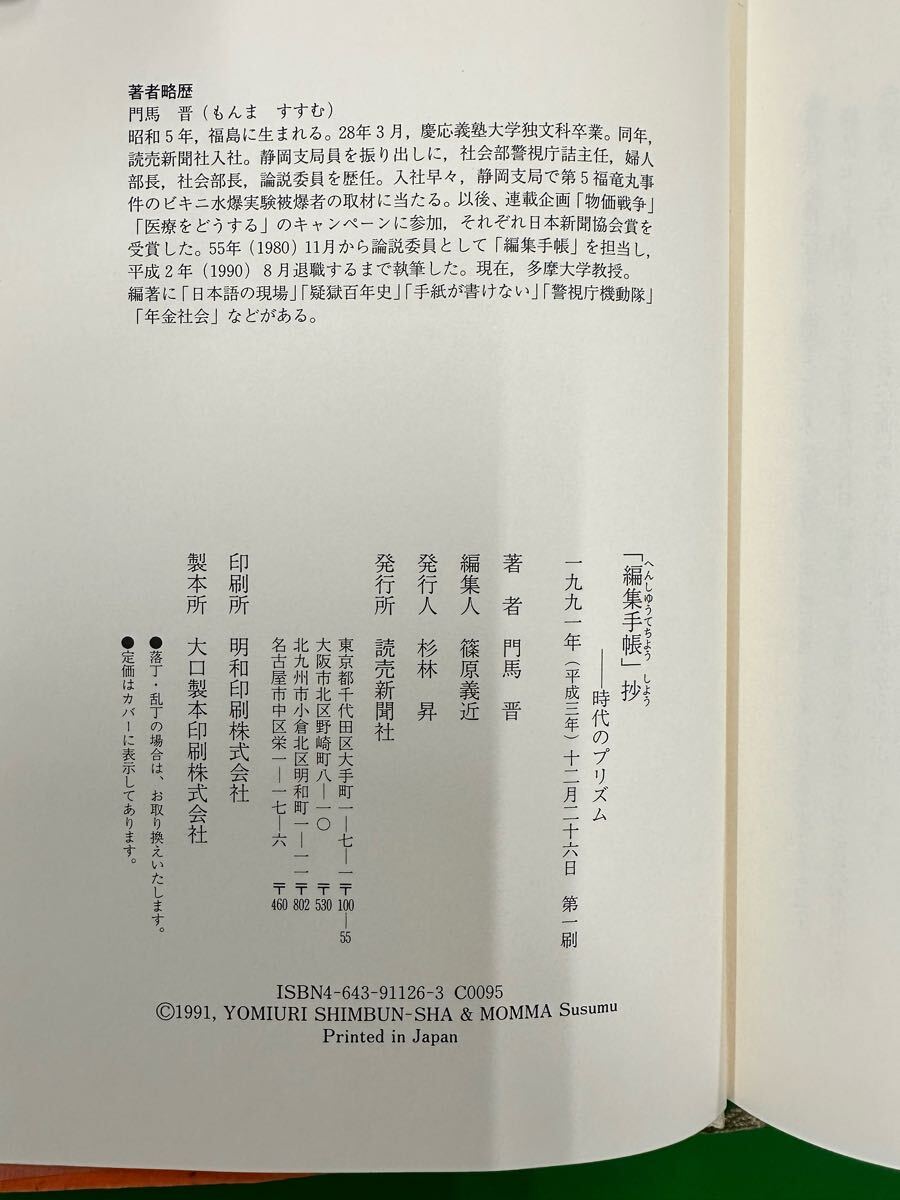 著者略歴
門馬 晋（もんま すすむ）
昭和5年，福島に生まれる。28年3月，慶応義塾大学独文科卒業。同年，
読売新聞社入社。静岡支局員を振り出しに，社会部警視庁詰主任，婦人
部長，社会部長，論説委員を歴任。入社早々，静岡支局で第5福竜丸事
件のビキニ水爆実験被爆者の取材に当たる。以後、連載企画「物価戦争」
「医療をどうする」のキャンペーンに参加，それぞれ日本新聞協会賞を
受賞した。55年（1980）11月から論説委員として「編集手帳」を担当し，
平成2年（1990）8月退職するまで執筆した。現在，多摩大学教授。
編著に「日本語の現場」「疑獄百年史」「手紙が書けない」「警視庁機動隊」
「年金社会」などがある。
「編集手帳」抄
へんしゆうてちよう しよう
――時代のプリズム
一九九一年（平成三年）十二月二十六日 第一刷
著者 門馬 晋
編集人 篠原義近
発行人 杉林 昇
発行所 読売新聞社
東京都千代田区大手町一―七―一 〒100―55
大阪市北区野崎町八―一〇 〒530
北九州市小倉北区明和町一―一一 〒802
名古屋市中区栄一―一七―六 〒460
印刷所 明和印刷株式会社
製本所 大口製本印刷株式会社
●落丁・乱丁の場合は、お取り換えいたします。
●定価はカバーに表示してあります。
ISBN4-643-91126-3 C0095
©1991, YOMIURI SHIMBUN-SHA & MOMMA Susumu
Printed in Japan